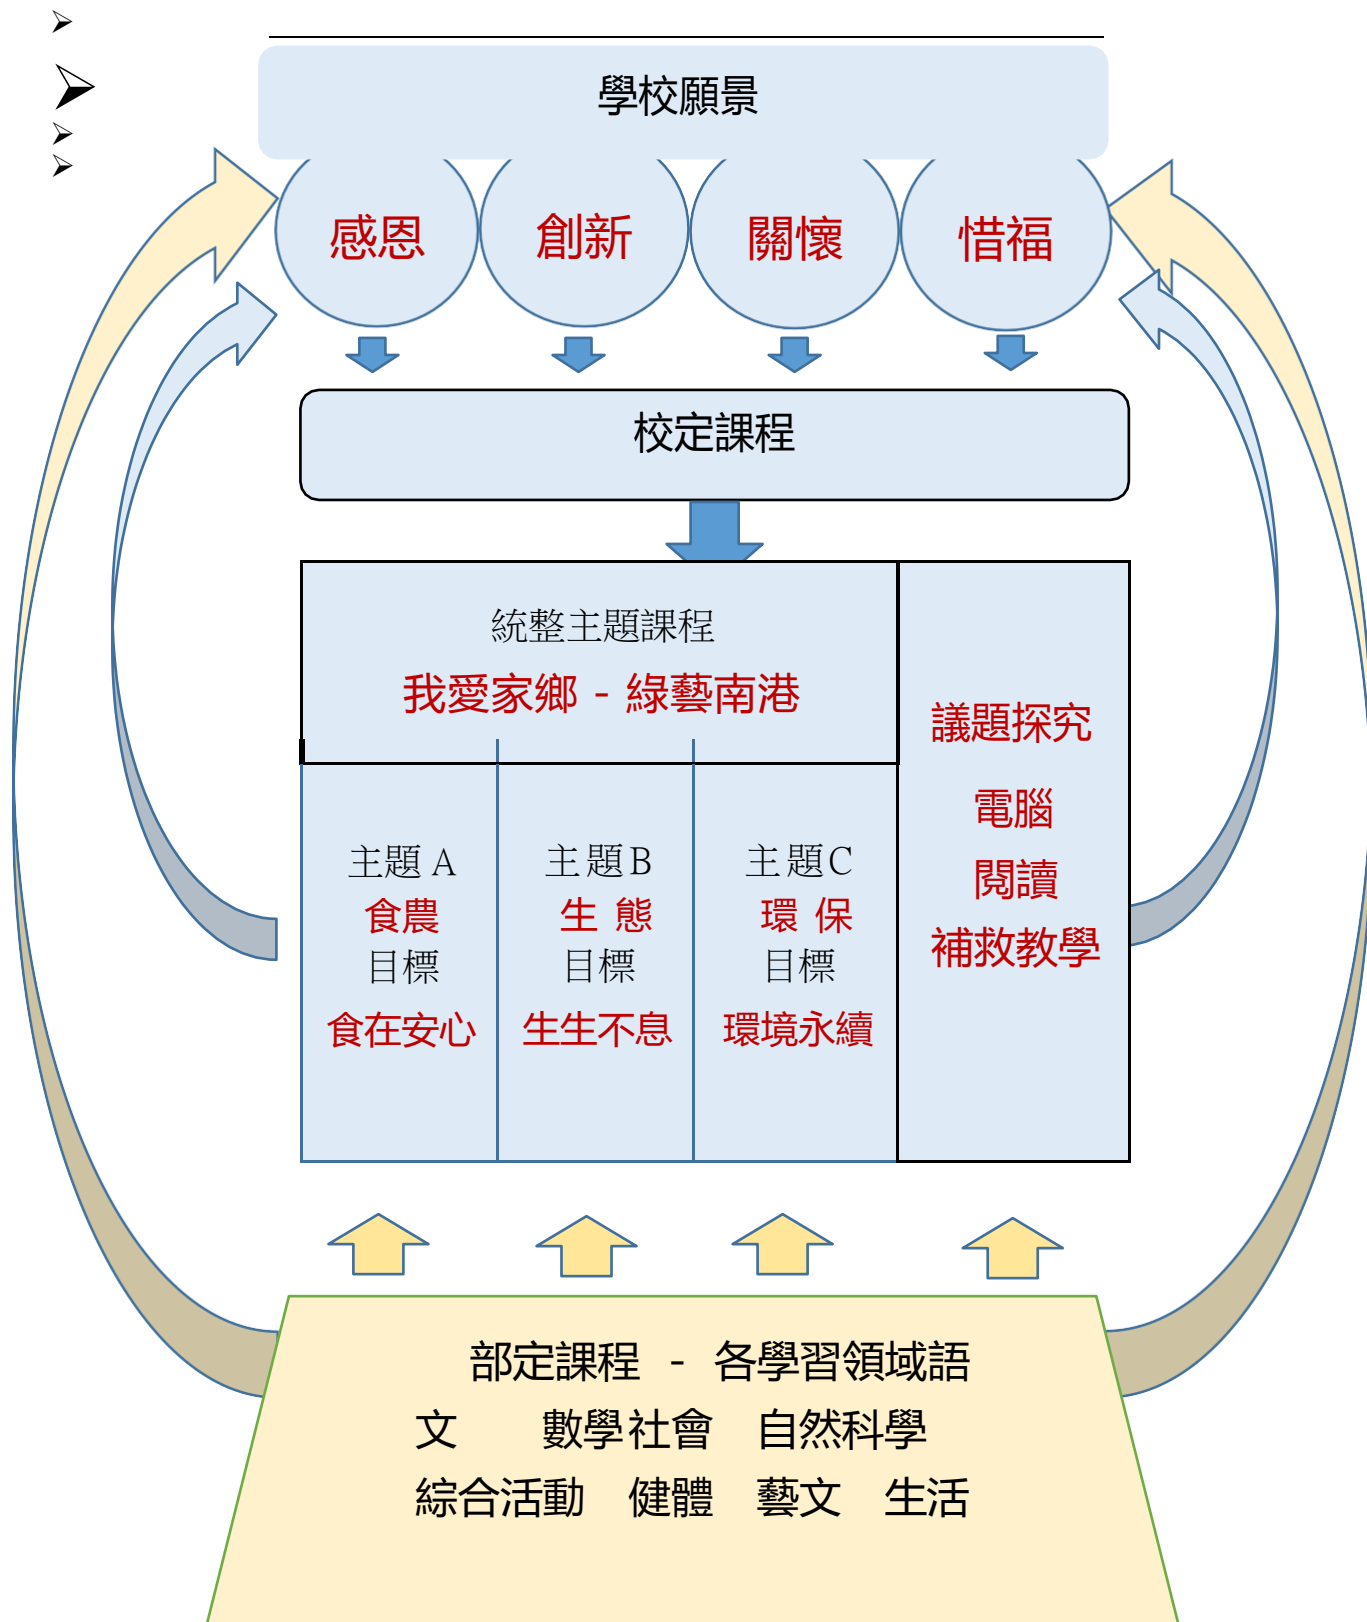 學校願景
感恩 創新 關懷 惜福
校定課程
統整主題課程
我愛家鄉 - 綠藝南港
主題 A
食農
目標
食在安心
主題B
生 態
目標
生生不息
主題C
環 保
目標
環境永續
議題探究
電腦
閱讀
補救教學
部定課程 - 各學習領域語
文 數學社會 自然科學
綜合活動 健體 藝文 生活